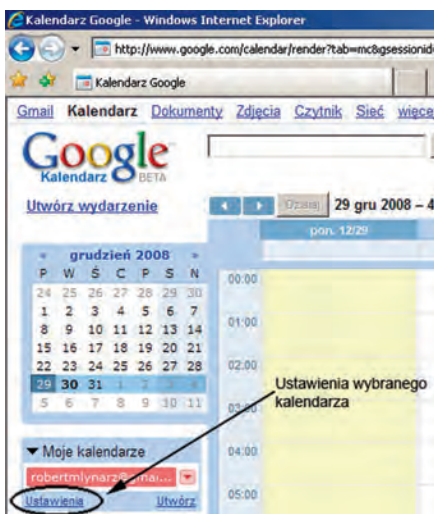 Kalendarz Google - Windows Internet Explorer
http://www.google.com/calendar/render?tab=mc&gsessionid
Kalendarz Google
Gmail Kalendarz Dokumenty Zdjęcia Czytnik Sieć więce
Google
Kalendarz BETA
Utwórz wydarzenie
Dzisiaj 29 gru 2008 – 4
pon. 12/29
« grudzień 2008 »
P W Ś C P S N
24 25 26 27 28 29 30
1 2 3 4 5 6 7
8 9 10 11 12 13 14
15 16 17 18 19 20 21
22 23 24 25 26 27 28
29 30 31 1 2 3 4
5 6 7 8 9 10 11
00:00
01:00
02:00
03:00
04:00
05:00
Ustawienia wybranego
kalendarza
Moje kalendarze
robertmlynarz@gmai...
Ustawienia Utwórz